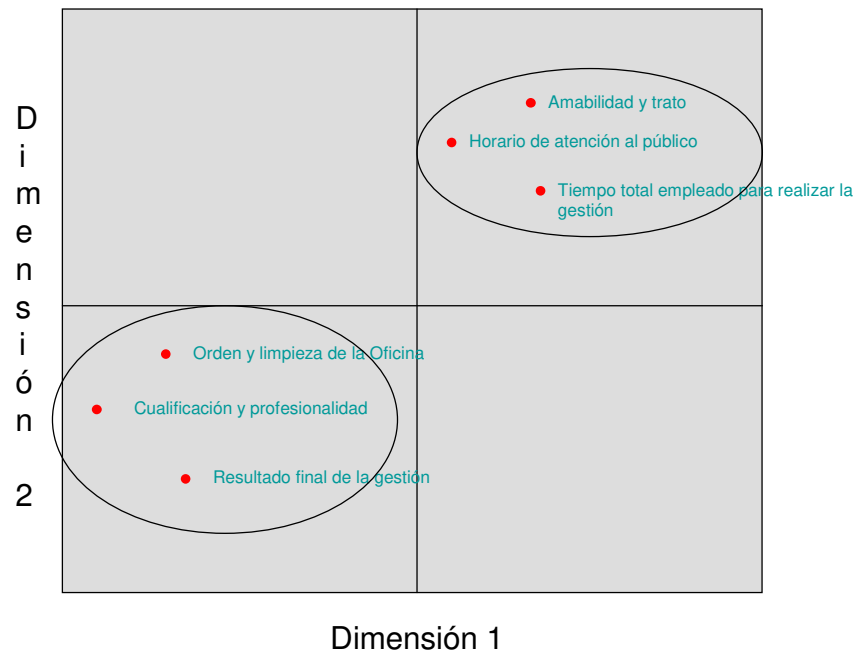 Dimensión 2
Amabilidad y trato
Horario de atención al público
Tiempo total empleado para realizar la
gestión
Orden y limpieza de la Oficina
Cualificación y profesionalidad
Resultado final de la gestión
Dimensión 1